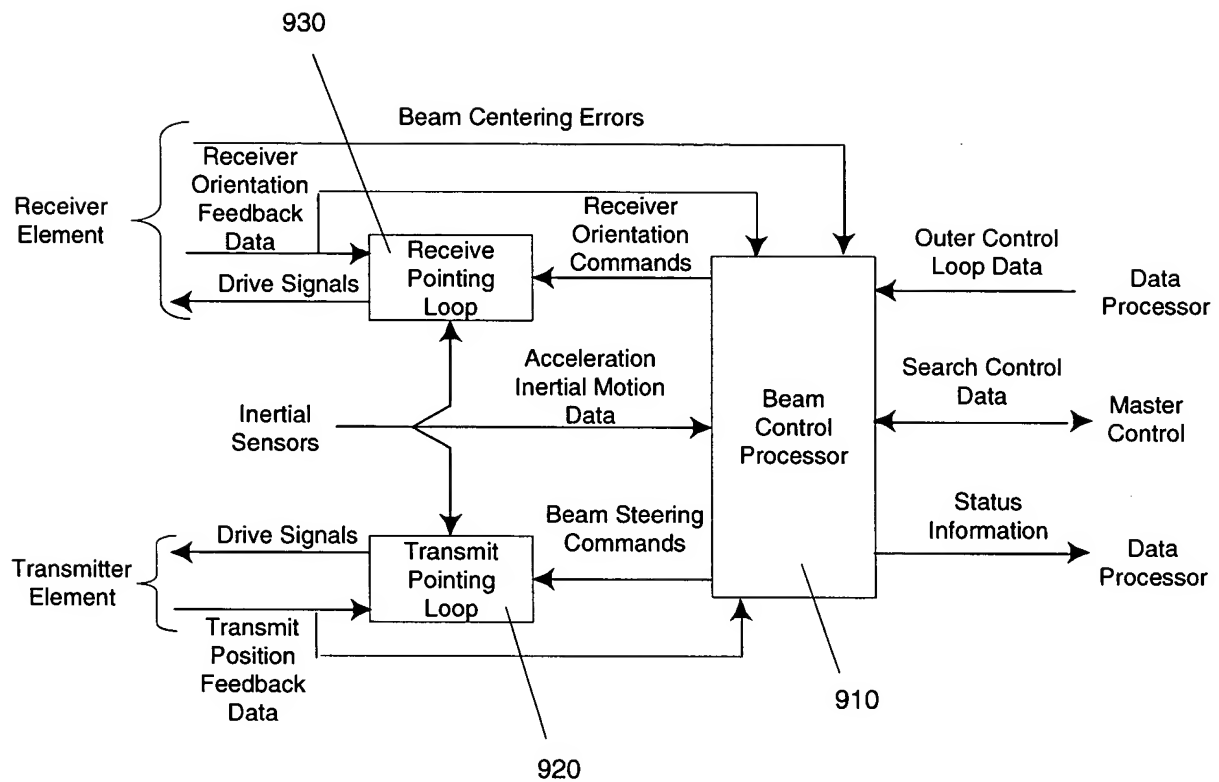 930
Beam Centering Errors
Receiver
Orientation
Feedback
Data
Receiver
Element
Drive Signals
Receive
Pointing
Loop
Receiver
Orientation
Commands
Outer Control
Loop Data
Data
Processor
Acceleration
Inertial Motion
Data
Inertial
Sensors
Beam
Control
Processor
Search Control
Data
Master
Control
Drive Signals
Transmitter
Element
Transmit
Pointing
Loop
Beam Steering
Commands
Status
Information
Data
Processor
Transmit
Position
Feedback
Data
910
920